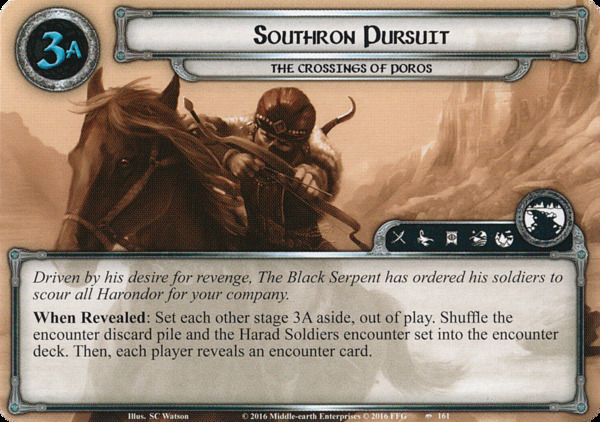 3A
Southron Pursuit
The Crossings of Poros
Driven by his desire for revenge, The Black Serpent has ordered his soldiers to
scour all Harondor for your company.
When Revealed: Set each other stage 3A aside, out of play. Shuffle the
encounter discard pile and the Harad Soldiers encounter set into the encounter
deck. Then, each player reveals an encounter card.
Illus. SC Watson © 2016 Middle-earth Enterprises © 2016 FFG 161